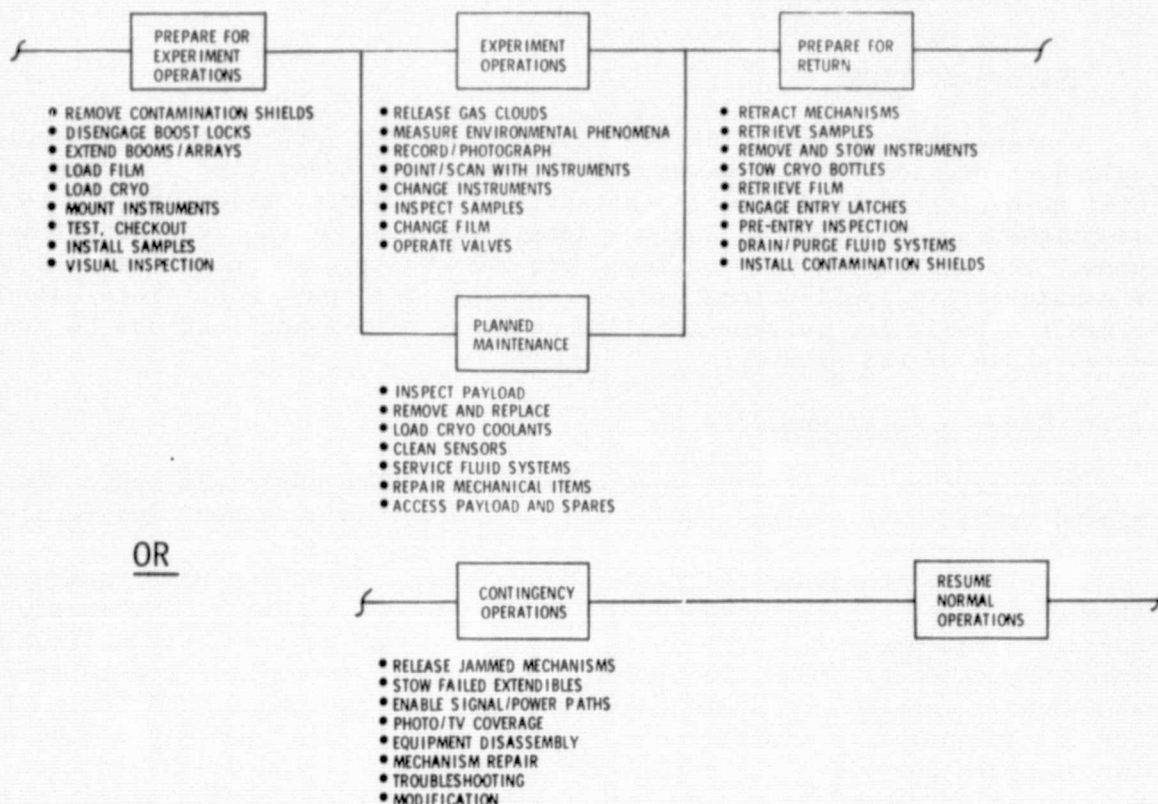 PREPARE FOR
EXPERIMENT
OPERATIONS
• REMOVE CONTAMINATION SHIELDS
• DISENGAGE BOOST LOCKS
• EXTEND BOOMS/ARRAYS
• LOAD FILM
• LOAD CRYO
• MOUNT INSTRUMENTS
• TEST, CHECKOUT
• INSTALL SAMPLES
• VISUAL INSPECTION
EXPERIMENT
OPERATIONS
• RELEASE GAS CLOUDS
• MEASURE ENVIRONMENTAL PHENOMENA
• RECORD/PHOTOGRAPH
• POINT/SCAN WITH INSTRUMENTS
• CHANGE INSTRUMENTS
• INSPECT SAMPLES
• CHANGE FILM
• OPERATE VALVES
PREPARE FOR
RETURN
• RETRACT MECHANISMS
• RETRIEVE SAMPLES
• REMOVE AND STOW INSTRUMENTS
• STOW CRYO BOTTLES
• RETRIEVE FILM
• ENGAGE ENTRY LATCHES
• PRE-ENTRY INSPECTION
• DRAIN/PURGE FLUID SYSTEMS
• INSTALL CONTAMINATION SHIELDS
PLANNED
MAINTENANCE
• INSPECT PAYLOAD
• REMOVE AND REPLACE
• LOAD CRYO COOLANTS
• CLEAN SENSORS
• SERVICE FLUID SYSTEMS
• REPAIR MECHANICAL ITEMS
• ACCESS PAYLOAD AND SPARES
OR
CONTINGENCY
OPERATIONS
• RELEASE JAMMED MECHANISMS
• STOW FAILED EXTENDIBLES
• ENABLE SIGNAL/POWER PATHS
• PHOTO/TV COVERAGE
• EQUIPMENT DISASSEMBLY
• MECHANISM REPAIR
• TROUBLESHOOTING
• MODIFICATION
RESUME
NORMAL
OPERATIONS